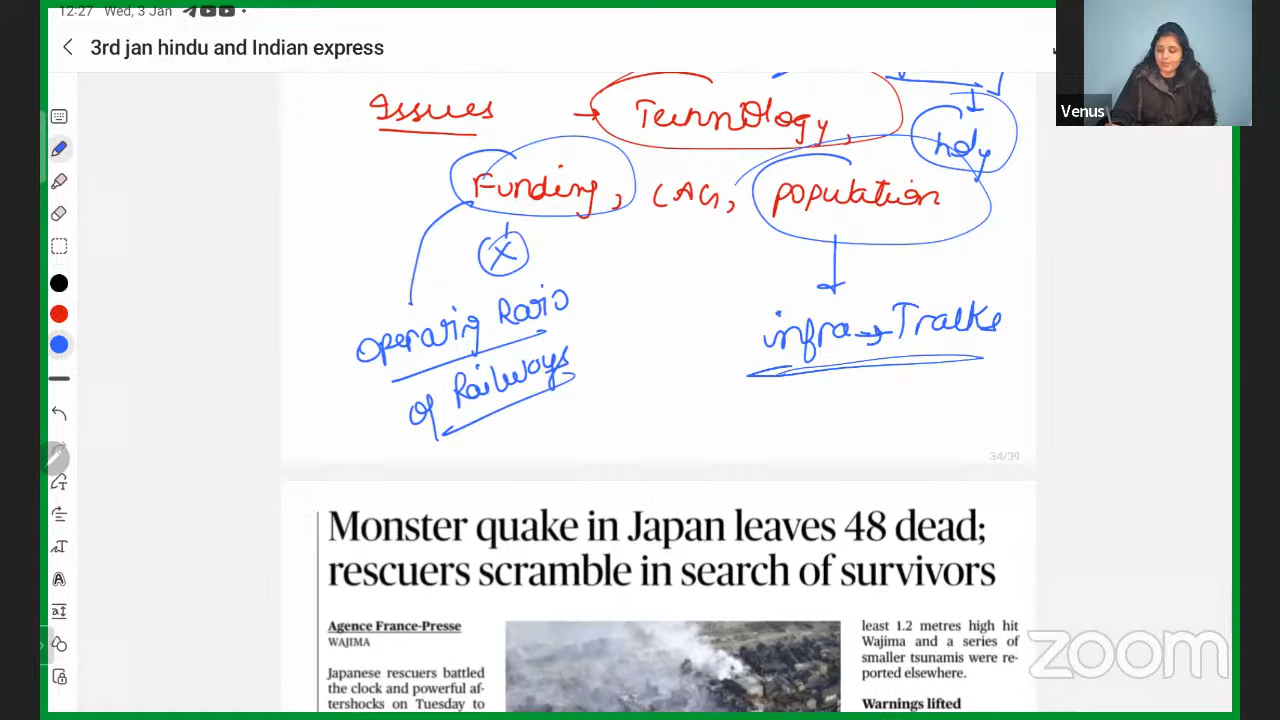 12:27 Wed, 3 Jan
3rd jan hindu and Indian express
Venus
Issues → Technology,
holy
Funding, CAG, population
X
Operating Ratio
of Railways
infra → Tracks
34/39
Monster quake in Japan leaves 48 dead;
rescuers scramble in search of survivors
Agence France-Presse
WAJIMA
Japanese rescuers battled
the clock and powerful af-
tershocks on Tuesday to
least 1.2 metres high hit
Wajima and a series of
smaller tsunamis were re-
ported elsewhere.
Warnings lifted
zoom